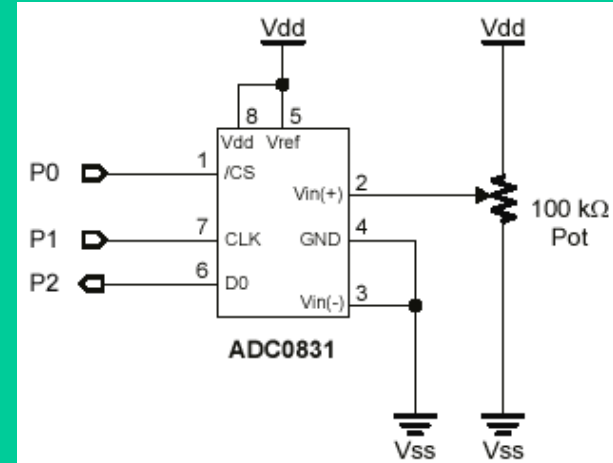 Vdd Vdd
8 5
Vdd Vref
P0 1 /CS
Vin(+) 2
100 kΩ
Pot
P1 7 CLK GND 4
P2 6 D0
Vin(-) 3
ADC0831
Vss Vss